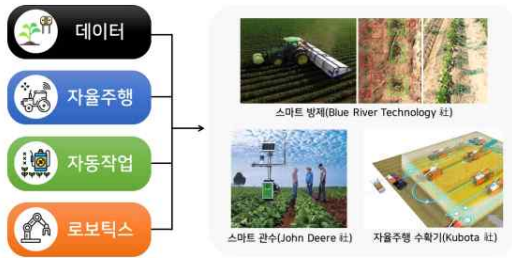 데이터
자율주행
자동작업
로보틱스
스마트 방제(Blue River Technology 社)
스마트 관수(John Deere 社)
자율주행 수확기(Kubota 社)